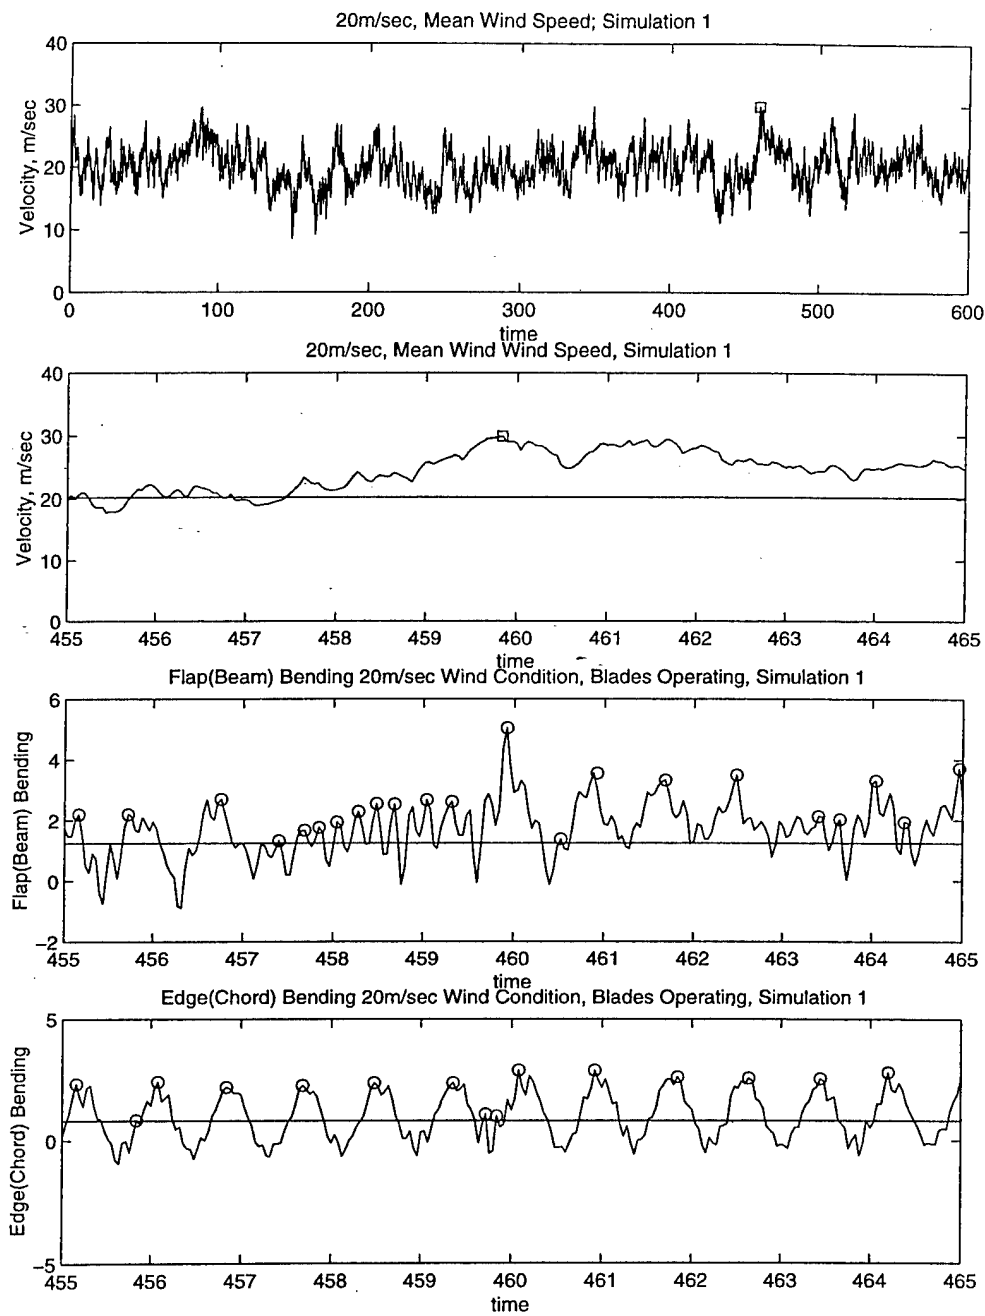 20m/sec, Mean Wind Speed; Simulation 1
40
30
20
10
0
Velocity, m/sec
0 100 200 300 400 500 600
time
20m/sec, Mean Wind Wind Speed, Simulation 1
40
30
20
10
0
Velocity, m/sec
455 456 457 458 459 460 461 462 463 464 465
time
Flap(Beam) Bending 20m/sec Wind Condition, Blades Operating, Simulation 1
6
4
2
0
−2
Flap(Beam) Bending
455 456 457 458 459 460 461 462 463 464 465
time
Edge(Chord) Bending 20m/sec Wind Condition, Blades Operating, Simulation 1
5
0
−5
Edge(Chord) Bending
455 456 457 458 459 460 461 462 463 464 465
time